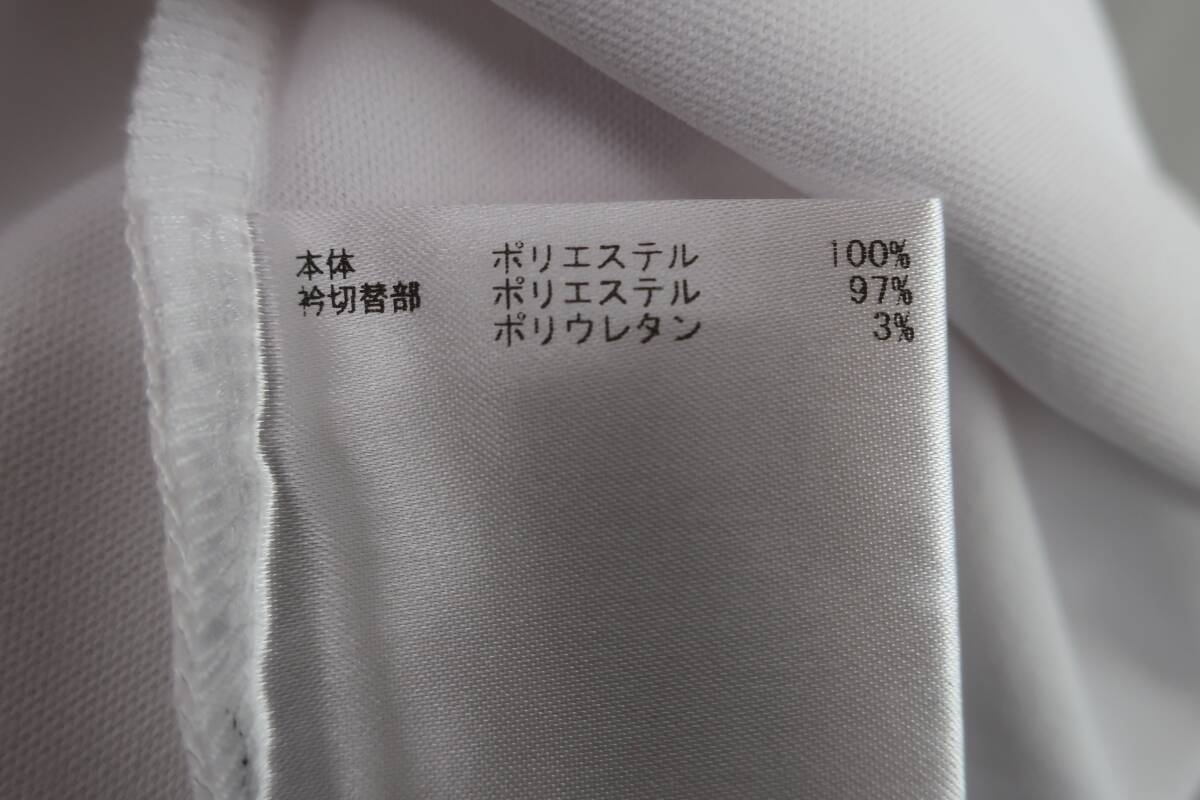 本体 ポリエステル 100%
衿切替部 ポリエステル 97%
ポリウレタン 3%